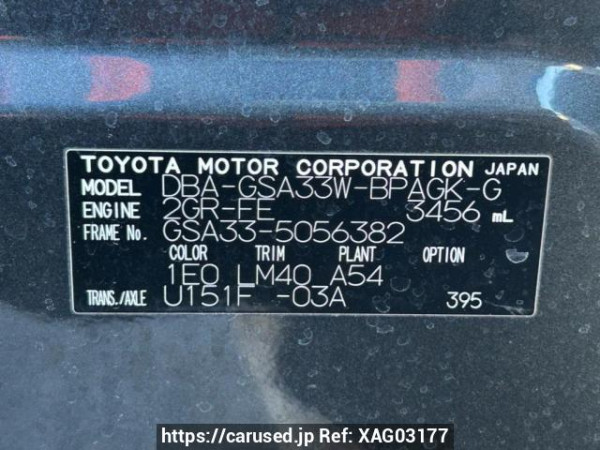 TOYOTA MOTOR CORPORATION JAPAN
MODEL DBA-GSA33W-BPAGK-G
ENGINE 2GR-FE 3456 mL
FRAME No. GSA33-5056382
COLOR TRIM PLANT OPTION
1E0 LM40 A54
TRANS./AXLE U151F -03A 395
https://carused.jp Ref: XAG03177